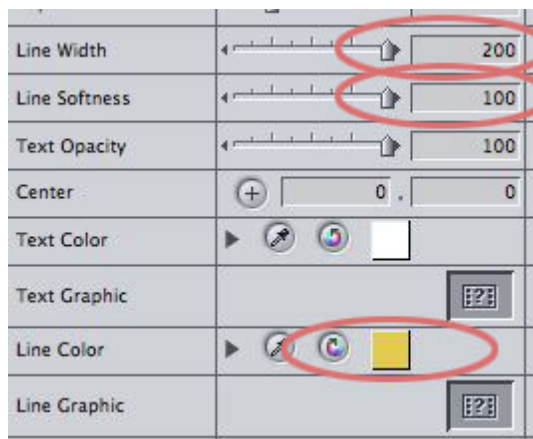 Line Width 200
Line Softness 100
Text Opacity 100
Center 0 , 0
Text Color
Text Graphic
?
Line Color
Line Graphic
?